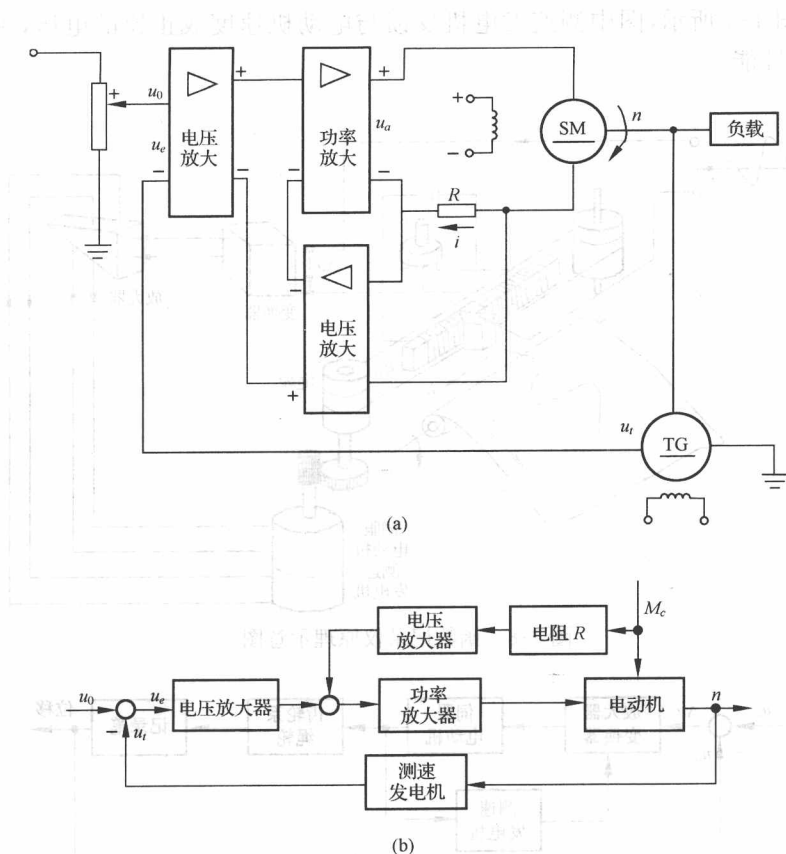 +
u₀
电压
放大
uₑ
−
+
−
+
功率
放大
uₐ
−
−
+
−
SM
n
负载
R
i
−
电压
放大
+
uₜ
TG
(a)
电压
放大器
电阻 R
M_c
u₀
uₑ
电压放大器
功率
放大器
电动机
n
−
uₜ
测速
发电机
(b)